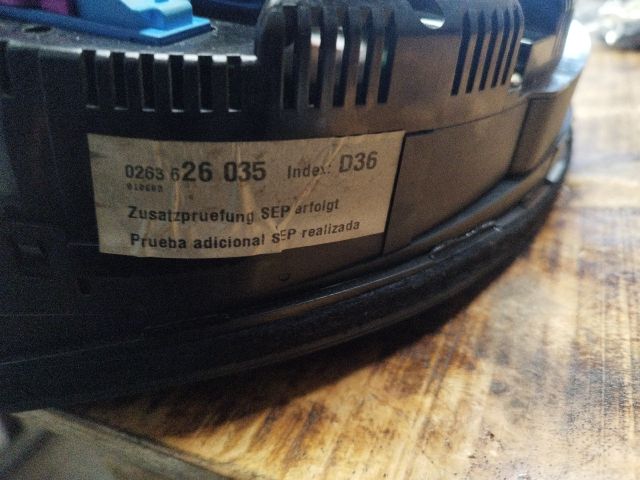 0263 626 035 Index: D36
Zusatzpruefung SEP erfolgt
Prueba adicional SEP realizada